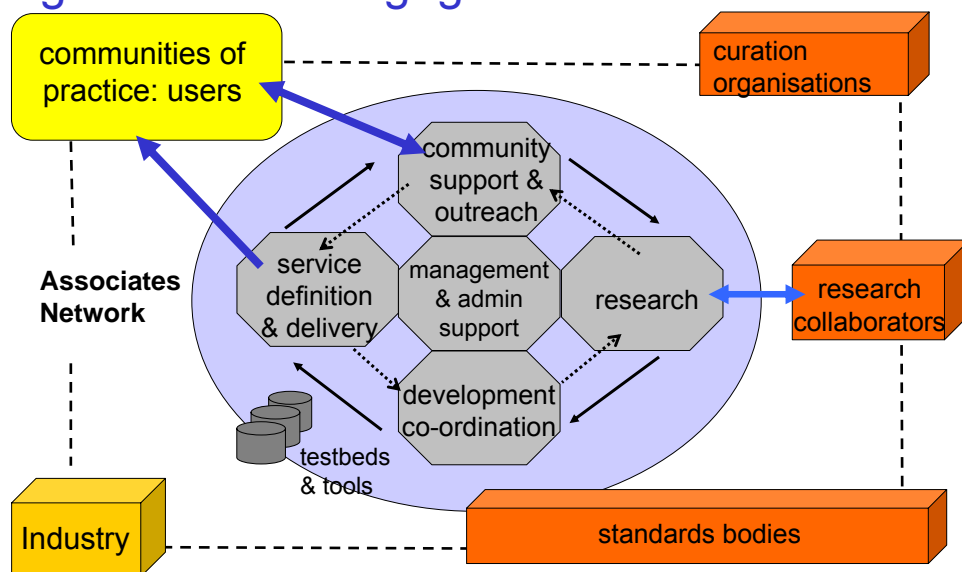 communities of
practice: users
curation
organisations
community
support &
outreach
Associates
Network
service
definition
& delivery
management
& admin
support
research
research
collaborators
development
co-ordination
testbeds
& tools
Industry
standards bodies